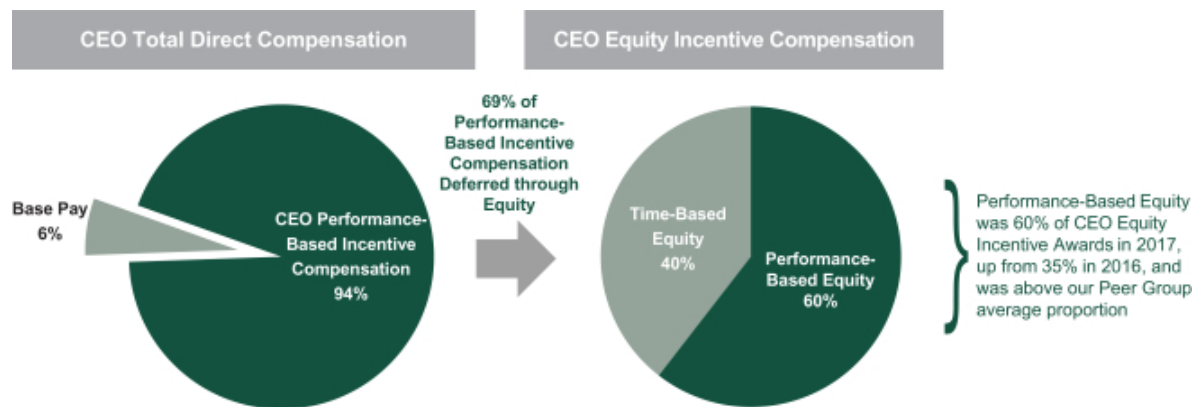 CEO Total Direct Compensation
CEO Equity Incentive Compensation
Base Pay
6%
CEO Performance-
Based Incentive
Compensation
94%
69% of
Performance-
Based Incentive
Compensation
Deferred through
Equity
Time-Based
Equity
40%
Performance-
Based Equity
60%
Performance-Based Equity
was 60% of CEO Equity
Incentive Awards in 2017,
up from 35% in 2016, and
was above our Peer Group
average proportion